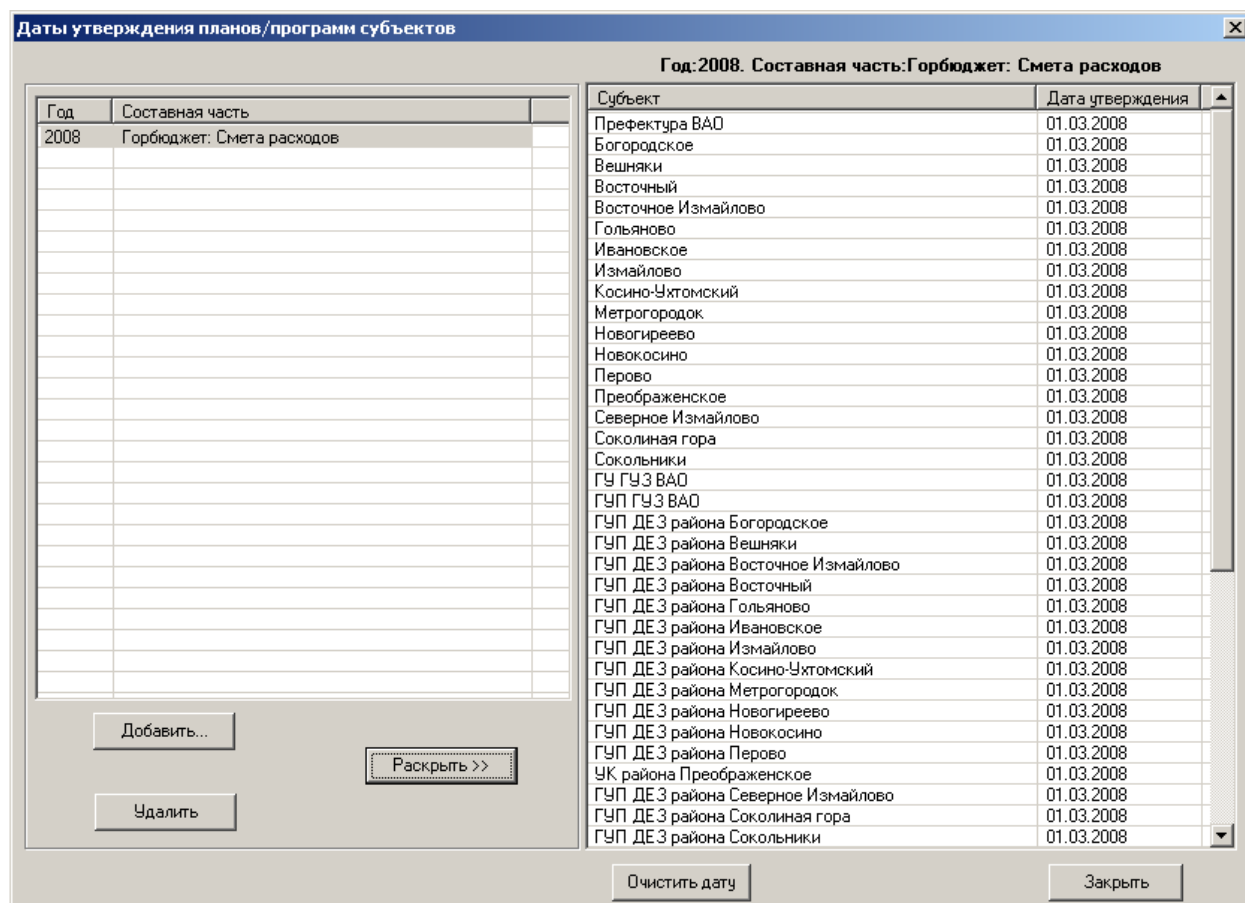 Даты утверждения планов/программ субъектов
Год:2008. Составная часть:Горбюджет: Смета расходов
Год Составная часть
2008 Горбюджет: Смета расходов
Добавить...
Раскрыть >>
Удалить
Субъект Дата утверждения
Префектура ВАО 01.03.2008
Богородское 01.03.2008
Вешняки 01.03.2008
Восточный 01.03.2008
Восточное Измайлово 01.03.2008
Гольяново 01.03.2008
Ивановское 01.03.2008
Измайлово 01.03.2008
Косино-Ухтомский 01.03.2008
Метрогородок 01.03.2008
Новогиреево 01.03.2008
Новокосино 01.03.2008
Перово 01.03.2008
Преображенское 01.03.2008
Северное Измайлово 01.03.2008
Соколиная гора 01.03.2008
Сокольники 01.03.2008
ГУ ГУЗ ВАО 01.03.2008
ГУП ГУЗ ВАО 01.03.2008
ГУП ДЕЗ района Богородское 01.03.2008
ГУП ДЕЗ района Вешняки 01.03.2008
ГУП ДЕЗ района Восточное Измайлово 01.03.2008
ГУП ДЕЗ района Восточный 01.03.2008
ГУП ДЕЗ района Гольяново 01.03.2008
ГУП ДЕЗ района Ивановское 01.03.2008
ГУП ДЕЗ района Измайлово 01.03.2008
ГУП ДЕЗ района Косино-Ухтомский 01.03.2008
ГУП ДЕЗ района Метрогородок 01.03.2008
ГУП ДЕЗ района Новогиреево 01.03.2008
ГУП ДЕЗ района Новокосино 01.03.2008
ГУП ДЕЗ района Перово 01.03.2008
УК района Преображенское 01.03.2008
ГУП ДЕЗ района Северное Измайлово 01.03.2008
ГУП ДЕЗ района Соколиная гора 01.03.2008
ГУП ДЕЗ района Сокольники 01.03.2008
Очистить дату
Закрыть